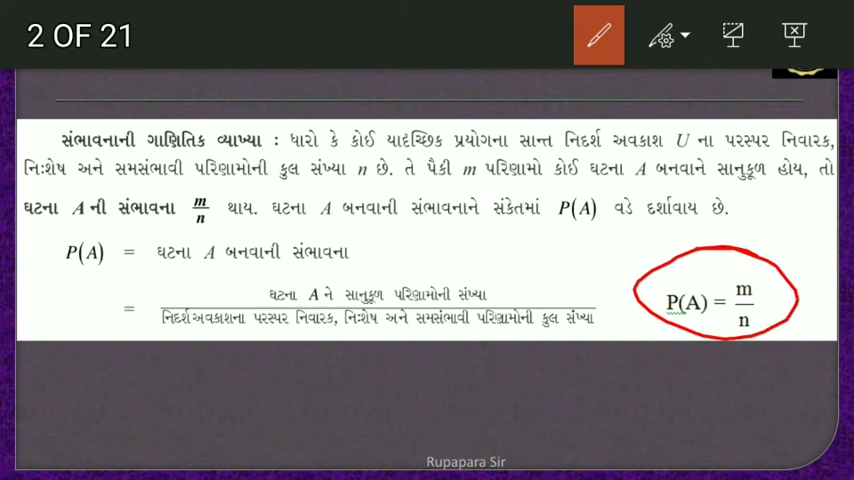 2 OF 21
સંભાવનાની ગાણિતિક વ્યાખ્યા : ધારો કે કોઈ યાદૃચ્છિક પ્રયોગના સાન્ત નિદર્શ અવકાશ U ના પરસ્પર નિવારક,
નિઃશેષ અને સમસંભાવી પરિણામોની કુલ સંખ્યા n છે. તે પૈકી m પરિણામો કોઈ ઘટના A બનવાને સાનુકૂળ હોય, તો
ઘટના A ની સંભાવના m/n થાય. ઘટના A બનવાની સંભાવનાને સંકેતમાં P(A) વડે દર્શાવાય છે.
P(A) = ઘટના A બનવાની સંભાવના
= ઘટના A ને સાનુકૂળ પરિણામોની સંખ્યા
નિદર્શ અવકાશના પરસ્પર નિવારક, નિઃશેષ અને સમસંભાવી પરિણામોની કુલ સંખ્યા
P(A) = m/n
Rupapara Sir